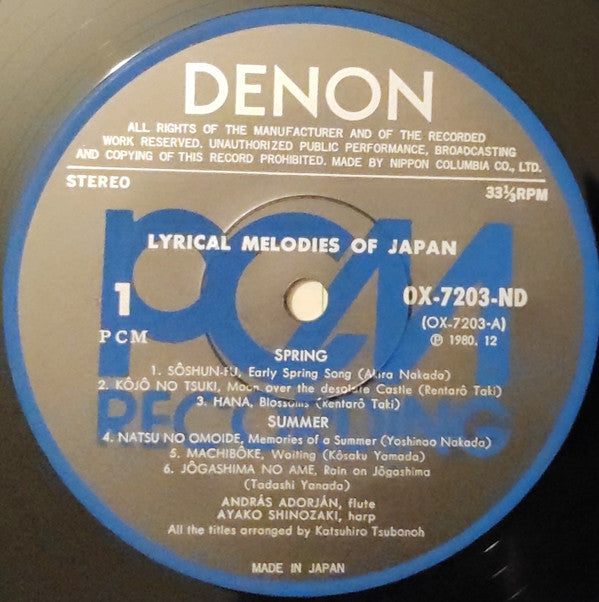 DENON
ALL RIGHTS OF THE MANUFACTURER AND OF THE RECORDED
WORK RESERVED. UNAUTHORIZED PUBLIC PERFORMANCE, BROADCASTING
AND COPYING OF THIS RECORD PROHIBITED. MADE BY NIPPON COLUMBIA CO., LTD.
STEREO
33⅓RPM
PCM
RECORDING
LYRICAL MELODIES OF JAPAN
1
PCM
OX-7203-ND
(OX-7203-A)
℗ 1980. 12
SPRING
1. SÔSHUN-FU, Early Spring Song (Akira Nakada)
2. KÔJÔ NO TSUKI, Moon over the desolate Castle (Rentarô Taki)
3. HANA, Blossoms (Rentarô Taki)
SUMMER
4. NATSU NO OMOIDE, Memories of a Summer (Yoshinao Nakada)
5. MACHIBÔKE, Waiting (Kôsaku Yamada)
6. JÔGASHIMA NO AME, Rain on Jôgashima
(Tadashi Yanada)
ANDRÁS ADORJÁN, flute
AYAKO SHINOZAKI, harp
All the titles arranged by Katsuhiro Tsubonoh
MADE IN JAPAN